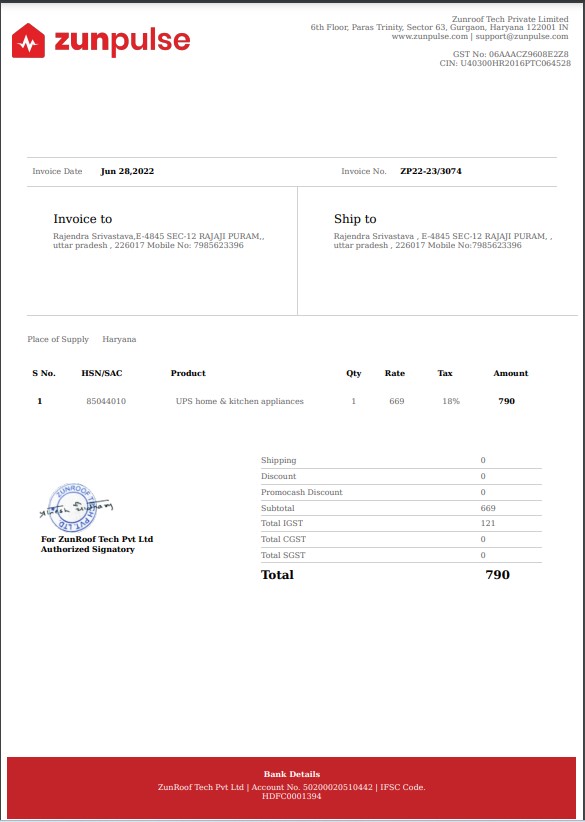 zunpulse
Zunroof Tech Private Limited
6th Floor, Paras Trinity, Sector 63, Gurgaon, Haryana 122001 IN
www.zunpulse.com | support@zunpulse.com
GST No: 06AAACZ9608E2Z8
CIN: U40300HR2016PTC064528
Invoice Date Jun 28,2022 Invoice No. ZP22-23/3074
Invoice to
Rajendra Srivastava,E-4845 SEC-12 RAJAJI PURAM,,
uttar pradesh , 226017 Mobile No: 7985623396
Ship to
Rajendra Srivastava , E-4845 SEC-12 RAJAJI PURAM, ,
uttar pradesh , 226017 Mobile No:7985623396
Place of Supply Haryana
S No. HSN/SAC Product Qty Rate Tax Amount
1 85044010 UPS home & kitchen appliances 1 669 18% 790
Shipping 0
Discount 0
Promocash Discount 0
Subtotal 669
Total IGST 121
Total CGST 0
Total SGST 0
Total 790
ZUNROOF TECH PVT LTD
For ZunRoof Tech Pvt Ltd
Authorized Signatory
Bank Details
ZunRoof Tech Pvt Ltd | Account No. 50200020510442 | IFSC Code.
HDFC0001394